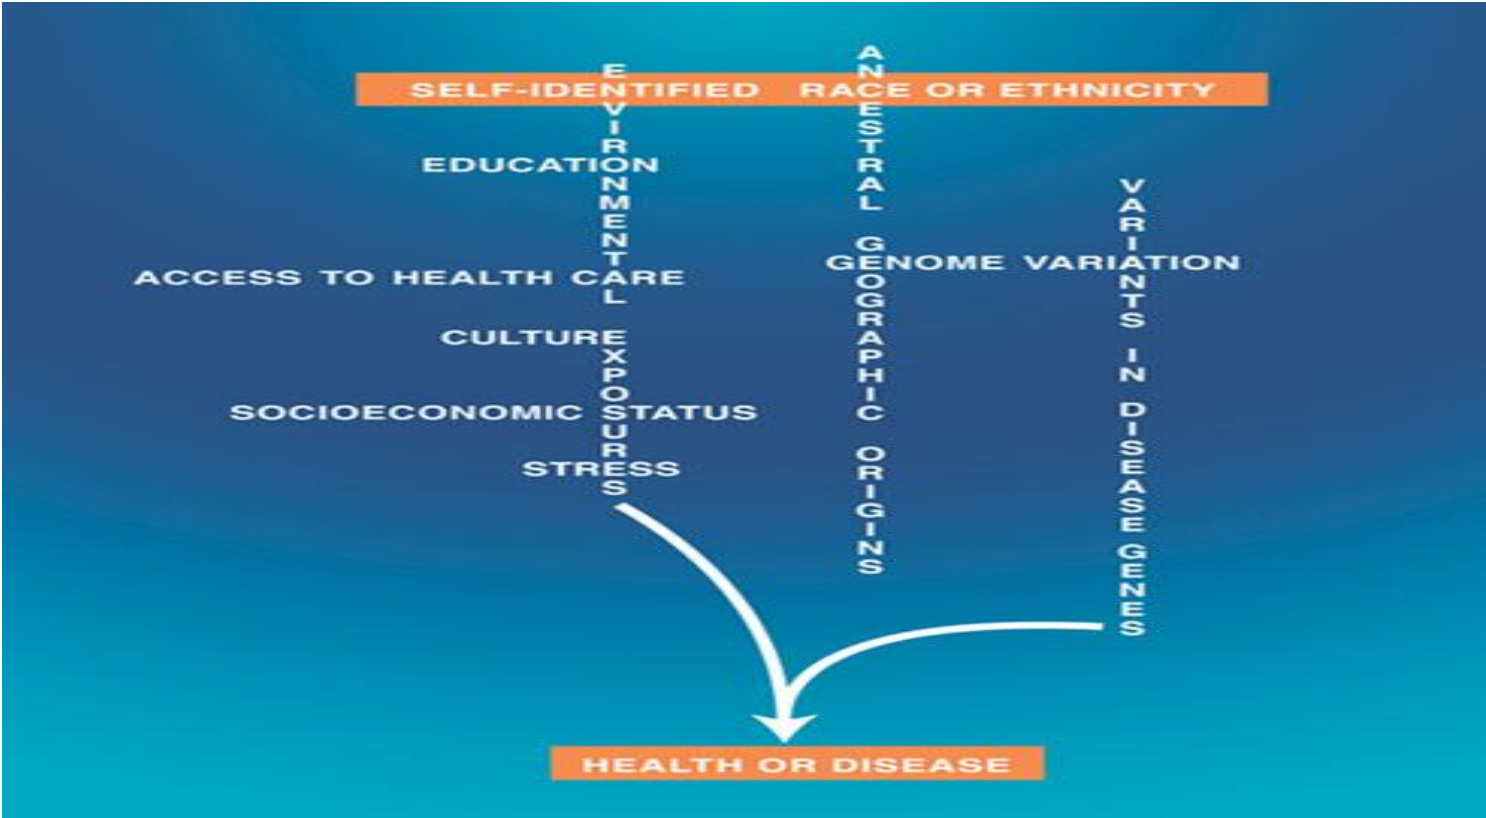 SELF-IDENTIFIED RACE OR ETHNICITY
ENVIRONMENTAL EXPOSURES
ANCESTRAL GEOGRAPHIC ORIGINS
VARIANTS IN DISEASE GENES
EDUCATION
GENOME VARIATION
ACCESS TO HEALTH CARE
CULTURE
SOCIOECONOMIC STATUS
STRESS
HEALTH OR DISEASE